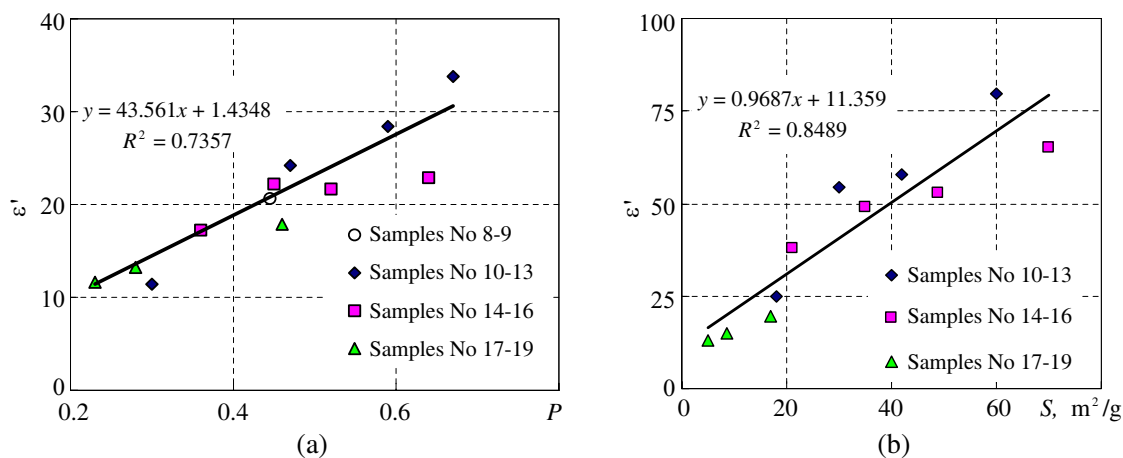 40
30
20
10
0
ε'
y = 43.561x + 1.4348
R² = 0.7357
Samples No 8-9
Samples No 10-13
Samples No 14-16
Samples No 17-19
0.2
0.4
0.6
P
(a)
100
75
50
25
0
ε'
y = 0.9687x + 11.359
R² = 0.8489
Samples No 10-13
Samples No 14-16
Samples No 17-19
0
20
40
60
S, m²/g
(b)